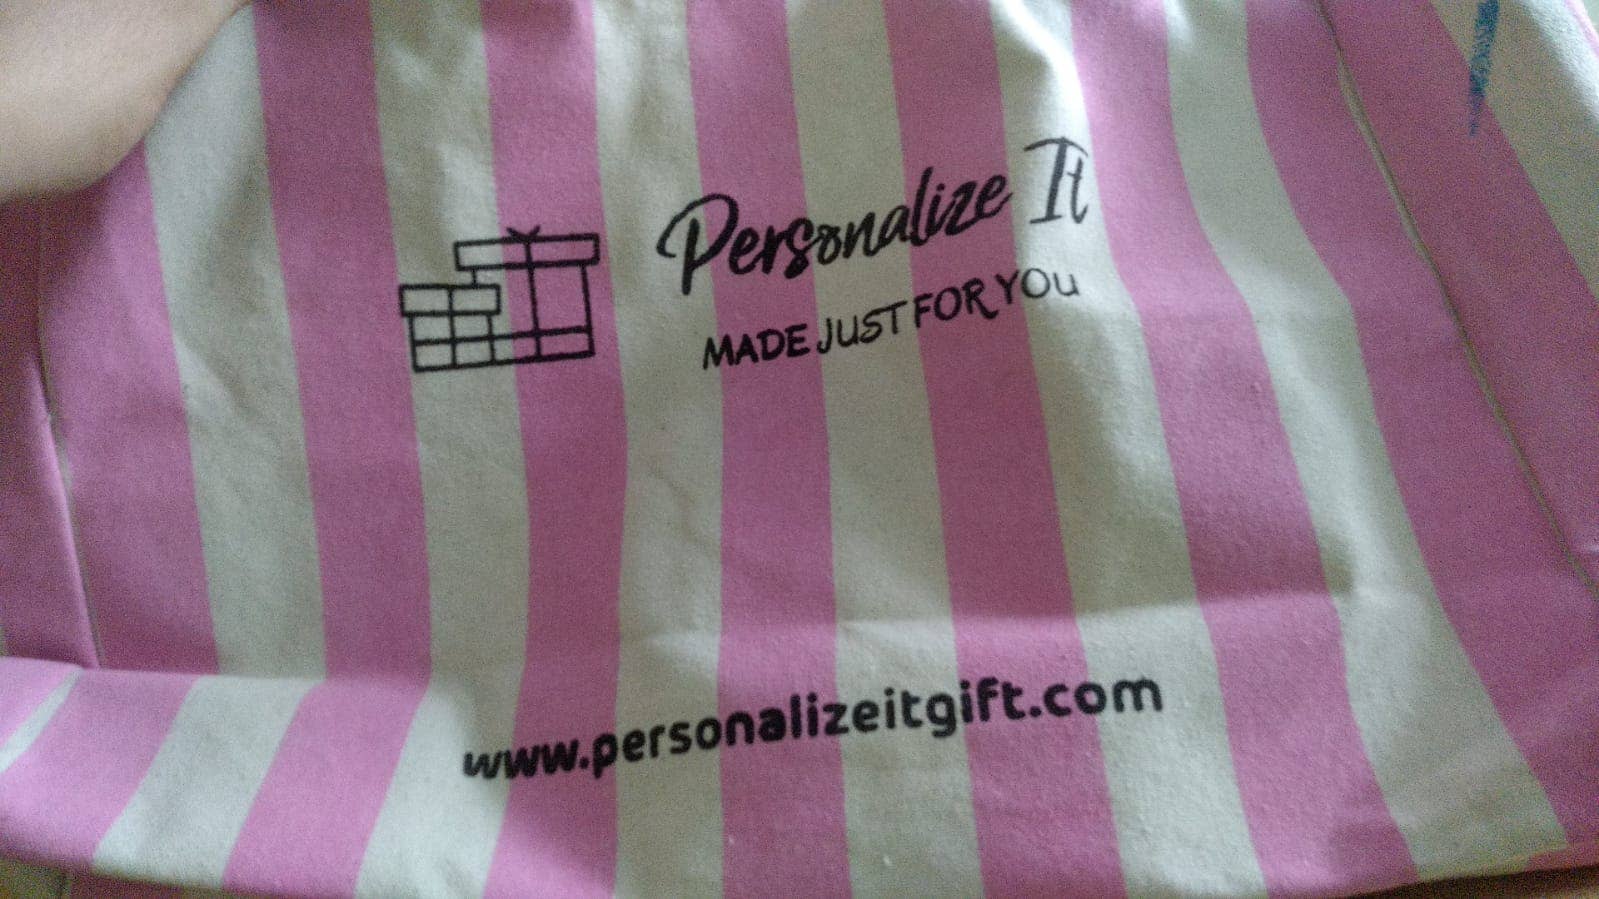 Personalize It
MADE JUST FOR YOU
www.personalizeitgift.com